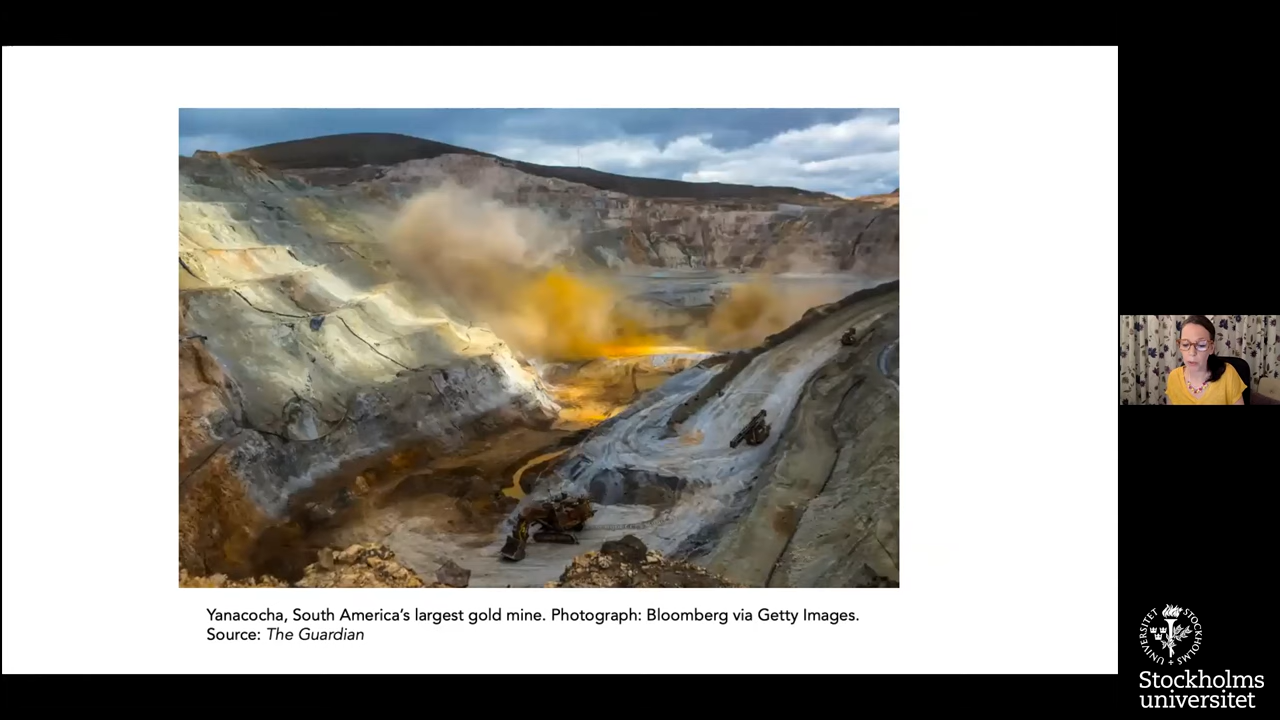 Yanacocha, South America's largest gold mine. Photograph: Bloomberg via Getty Images.
Source: The Guardian
Stockholms
universitet